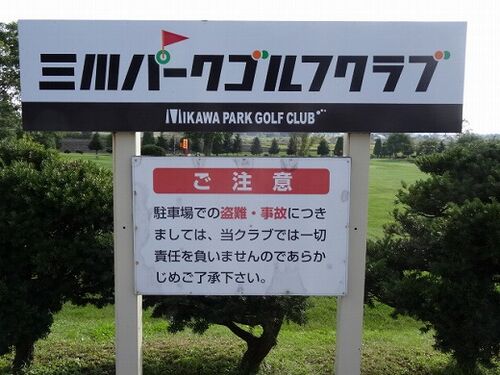 三川パークゴルフクラブ
MIKAWA PARK GOLF CLUB
ご注意
駐車場での盗難・事故につき
ましては、当クラブでは一切
責任を負いませんのであらか
じめご了承下さい。